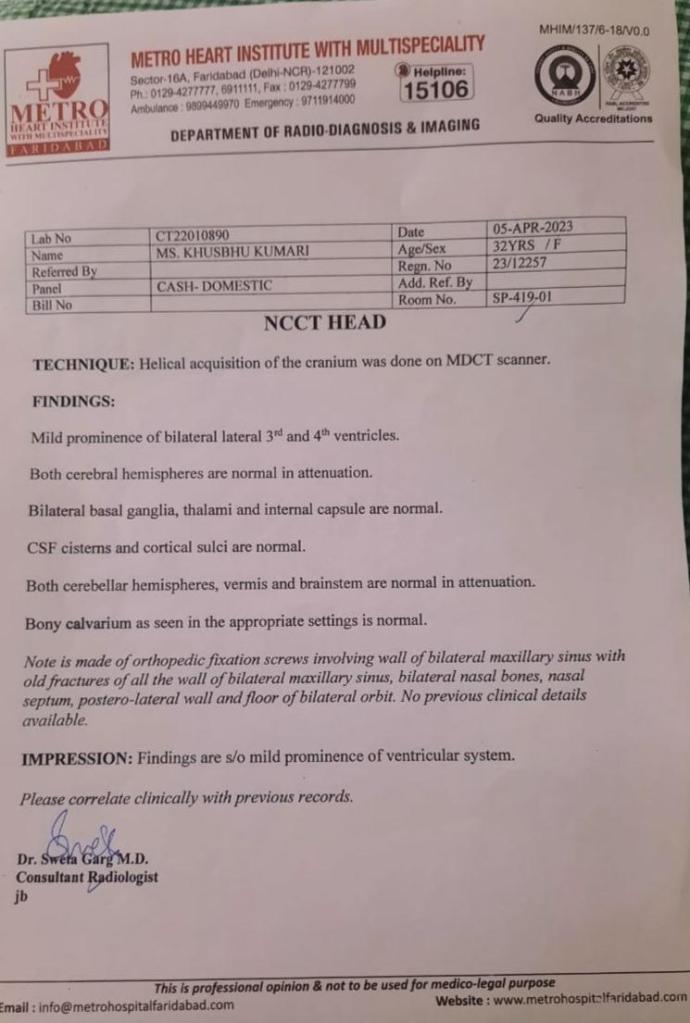 MHIM/137/6-18/V0.0
METRO
HEART INSTITUTE
WITH MULTISPECIALITY
FARIDABAD
METRO HEART INSTITUTE WITH MULTISPECIALITY
Sector-16A, Faridabad (Delhi-NCR)-121002
Ph.: 0129-4277777, 6911111, Fax : 0129-4277799
Ambulance : 9899449970 Emergency : 9711914000
Helpline:
15106
NABH
Quality Accreditations
DEPARTMENT OF RADIO-DIAGNOSIS & IMAGING
Lab No CT22010890 Date 05-APR-2023
Name MS. KHUSBHU KUMARI Age/Sex 32YRS / F
Referred By Regn. No 23/12257
Panel CASH- DOMESTIC Add. Ref. By
Bill No Room No. SP-419-01
NCCT HEAD
TECHNIQUE: Helical acquisition of the cranium was done on MDCT scanner.
FINDINGS:
Mild prominence of bilateral lateral 3rd and 4th ventricles.
Both cerebral hemispheres are normal in attenuation.
Bilateral basal ganglia, thalami and internal capsule are normal.
CSF cisterns and cortical sulci are normal.
Both cerebellar hemispheres, vermis and brainstem are normal in attenuation.
Bony calvarium as seen in the appropriate settings is normal.
Note is made of orthopedic fixation screws involving wall of bilateral maxillary sinus with
old fractures of all the wall of bilateral maxillary sinus, bilateral nasal bones, nasal
septum, postero-lateral wall and floor of bilateral orbit. No previous clinical details
available.
IMPRESSION: Findings are s/o mild prominence of ventricular system.
Please correlate clinically with previous records.
Dr. Sweta Garg M.D.
Consultant Radiologist
jb
This is professional opinion & not to be used for medico-legal purpose
Email : info@metrohospitalfaridabad.com Website : www.metrohospitalfaridabad.com